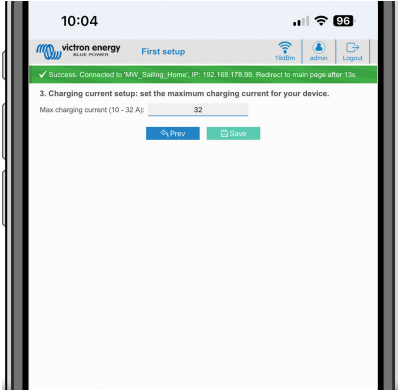 10:04
96
victron energy
BLUE POWER
First setup
19dBm
admin
Logout
✓ Success. Connected to 'MW_Sailing_Home', IP: 192.168.178.99. Redirect to main page after 13s
3. Charging current setup: set the maximum charging current for your device.
Max charging current (10 - 32 A):
32
Prev
Save